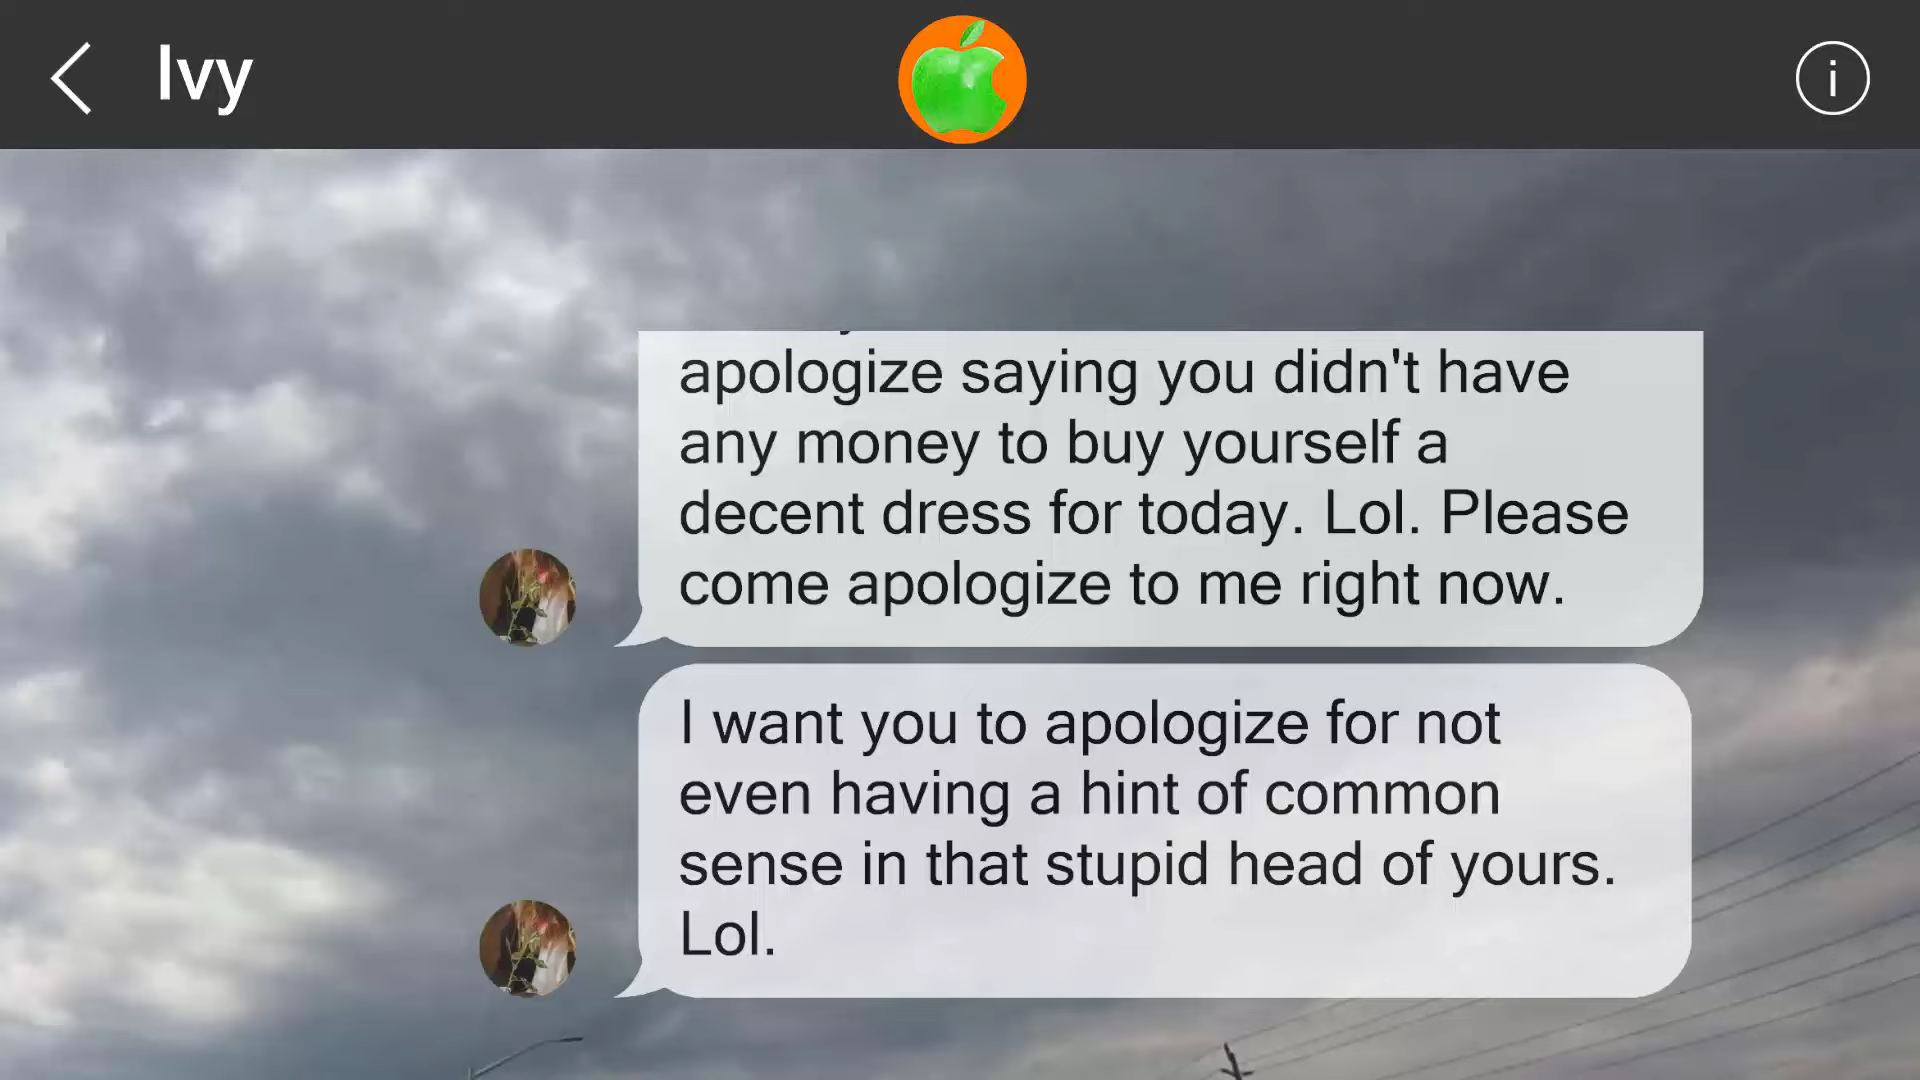 Ivy
i
apologize saying you didn't have
any money to buy yourself a
decent dress for today. Lol. Please
come apologize to me right now.
I want you to apologize for not
even having a hint of common
sense in that stupid head of yours.
Lol.